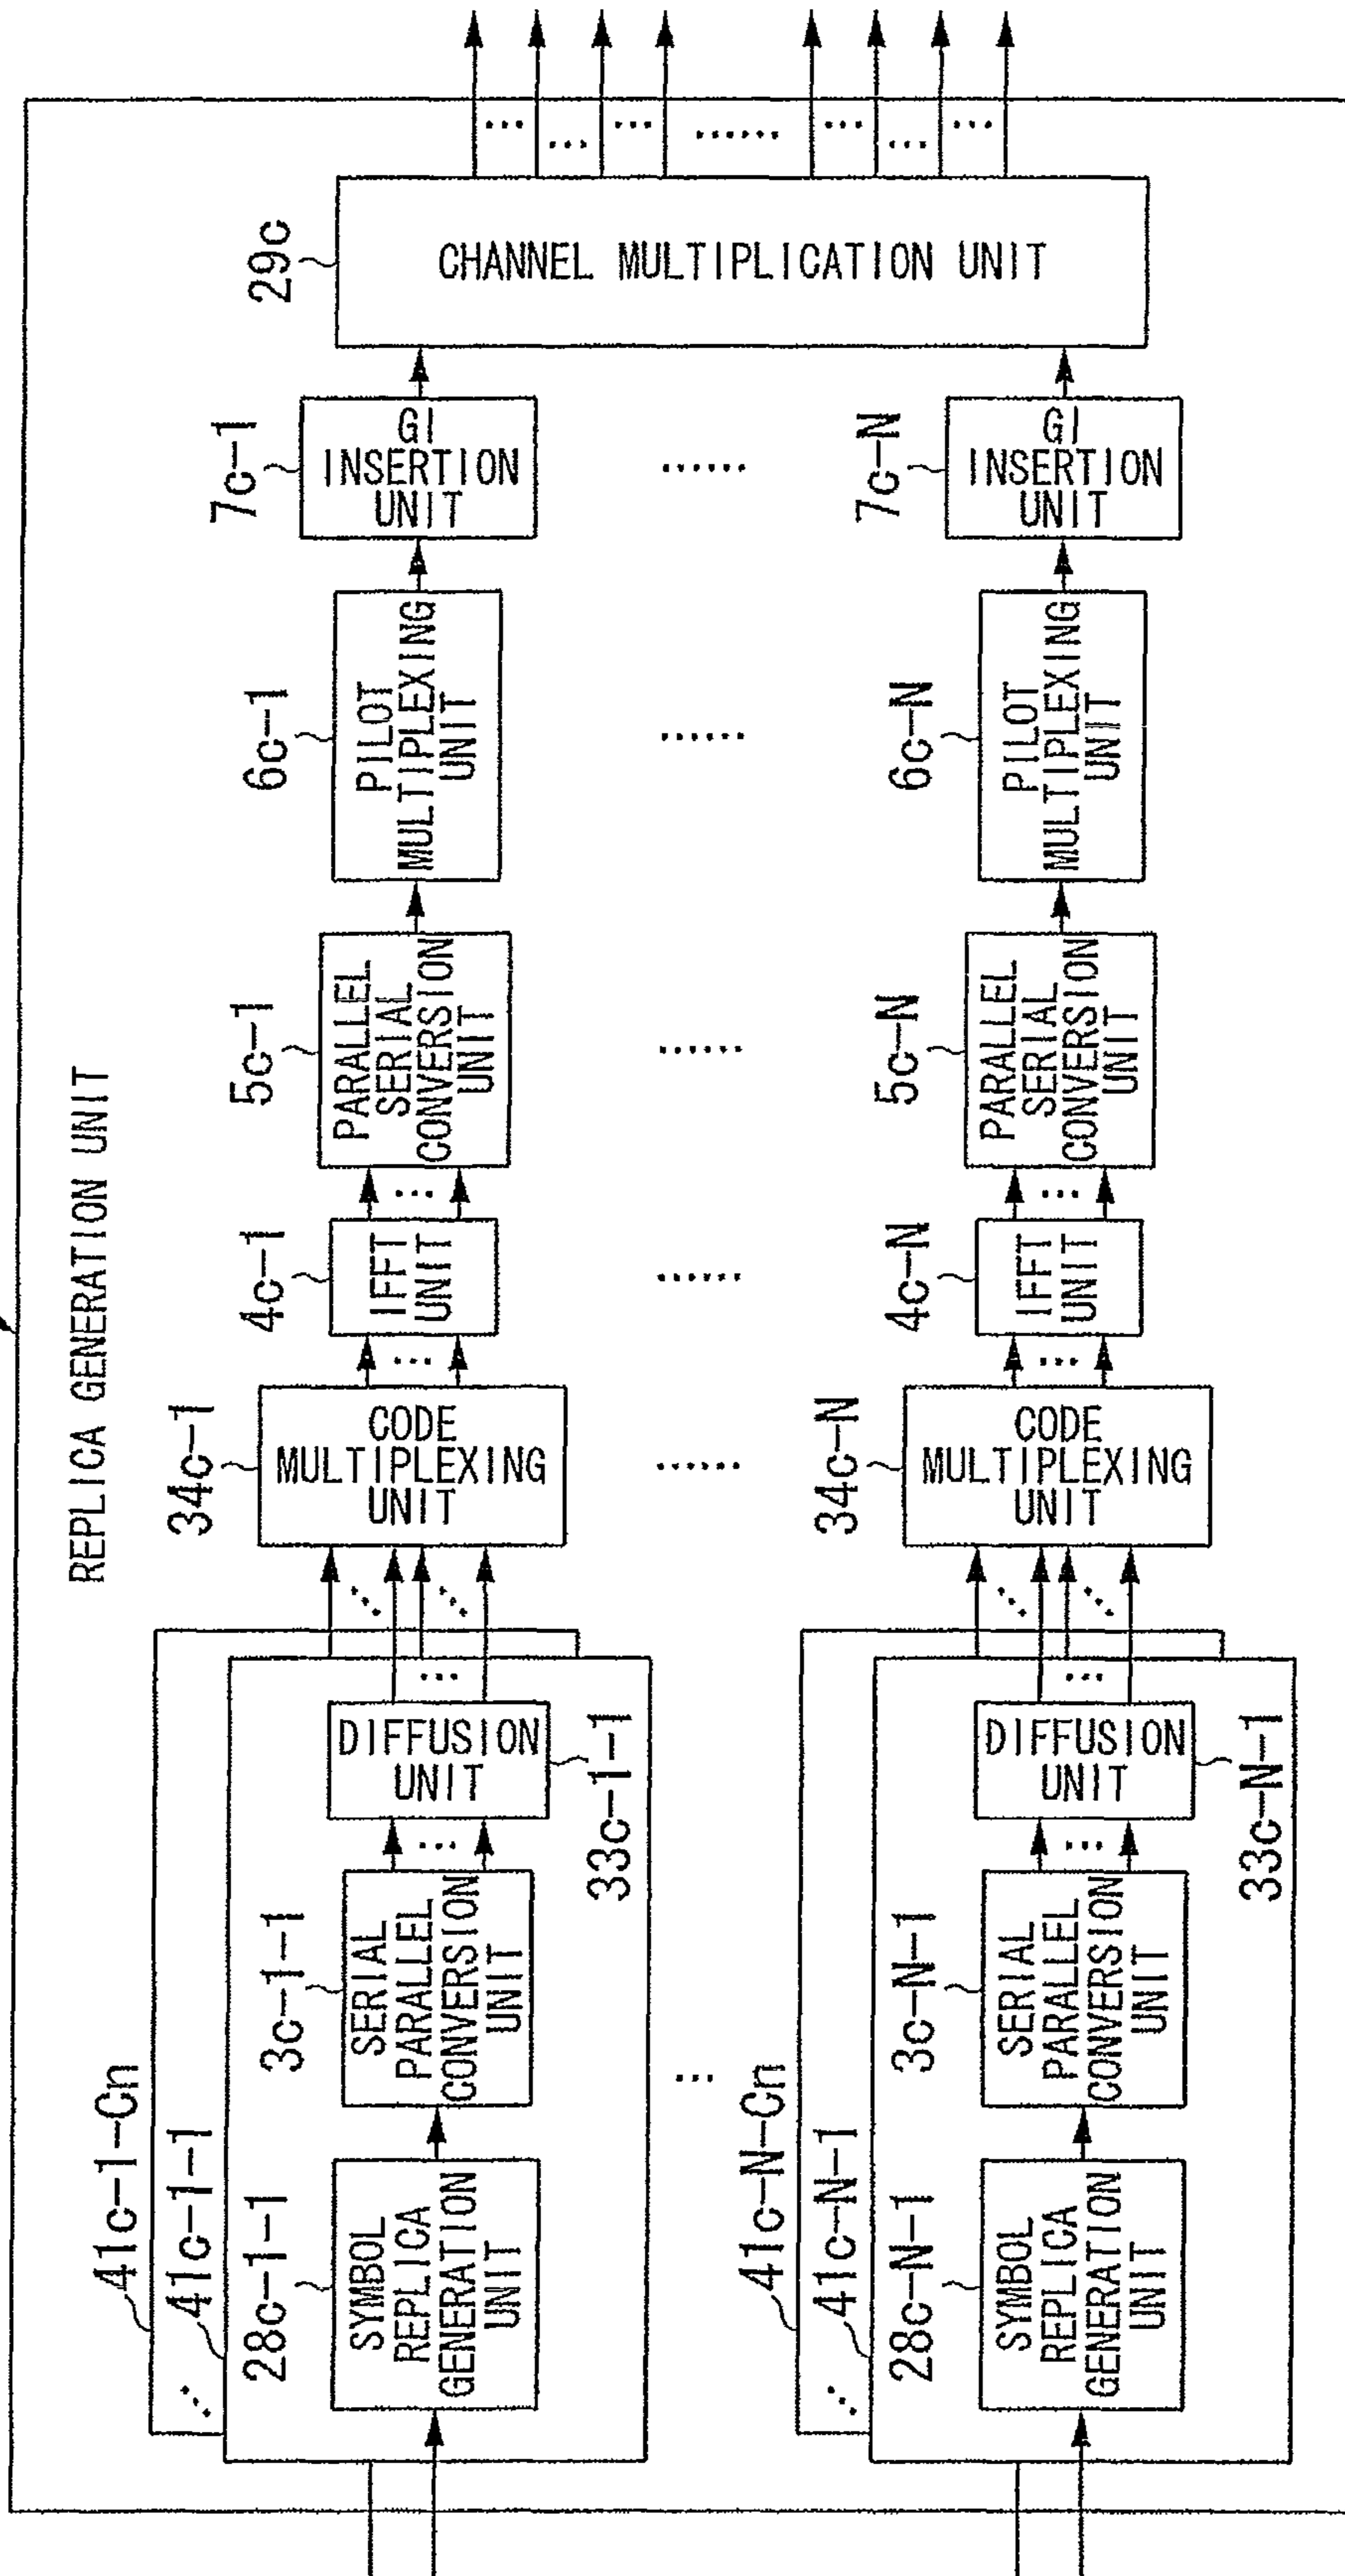 REPLICA GENERATION UNIT
41c-1-Cn
41c-1-1
28c-1-1
SYMBOL
REPLICA
GENERATION
UNIT
3c-1-1
SERIAL
PARALLEL
CONVERSION
UNIT
33c-1-1
DIFFUSION
UNIT
34c-1
CODE
MULTIPLEXING
UNIT
4c-1
IFFT
UNIT
5c-1
PARALLEL
SERIAL
CONVERSION
UNIT
6c-1
PILOT
MULTIPLEXING
UNIT
7c-1
GI
INSERTION
UNIT
29c
CHANNEL MULTIPLICATION UNIT
41c-N-Cn
41c-N-1
28c-N-1
SYMBOL
REPLICA
GENERATION
UNIT
3c-N-1
SERIAL
PARALLEL
CONVERSION
UNIT
33c-N-1
DIFFUSION
UNIT
34c-N
CODE
MULTIPLEXING
UNIT
4c-N
IFFT
UNIT
5c-N
PARALLEL
SERIAL
CONVERSION
UNIT
6c-N
PILOT
MULTIPLEXING
UNIT
7c-N
GI
INSERTION
UNIT